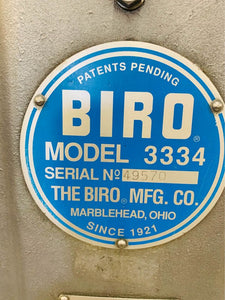 PATENTS PENDING
BIRO®
MODEL 3334
SERIAL Nº 49570
THE BIRO® MFG. CO.
MARBLEHEAD, OHIO
SINCE 1921